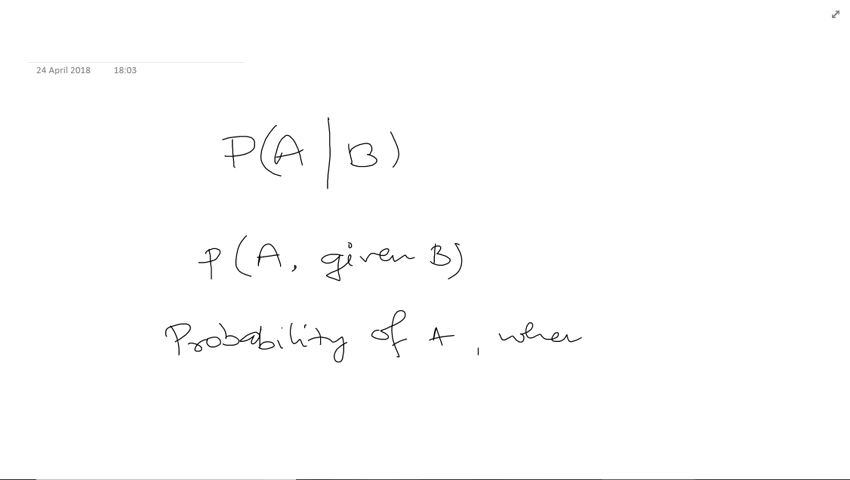 24 April 2018 18:03
P(A | B)
P(A, given B)
Probability of A, when